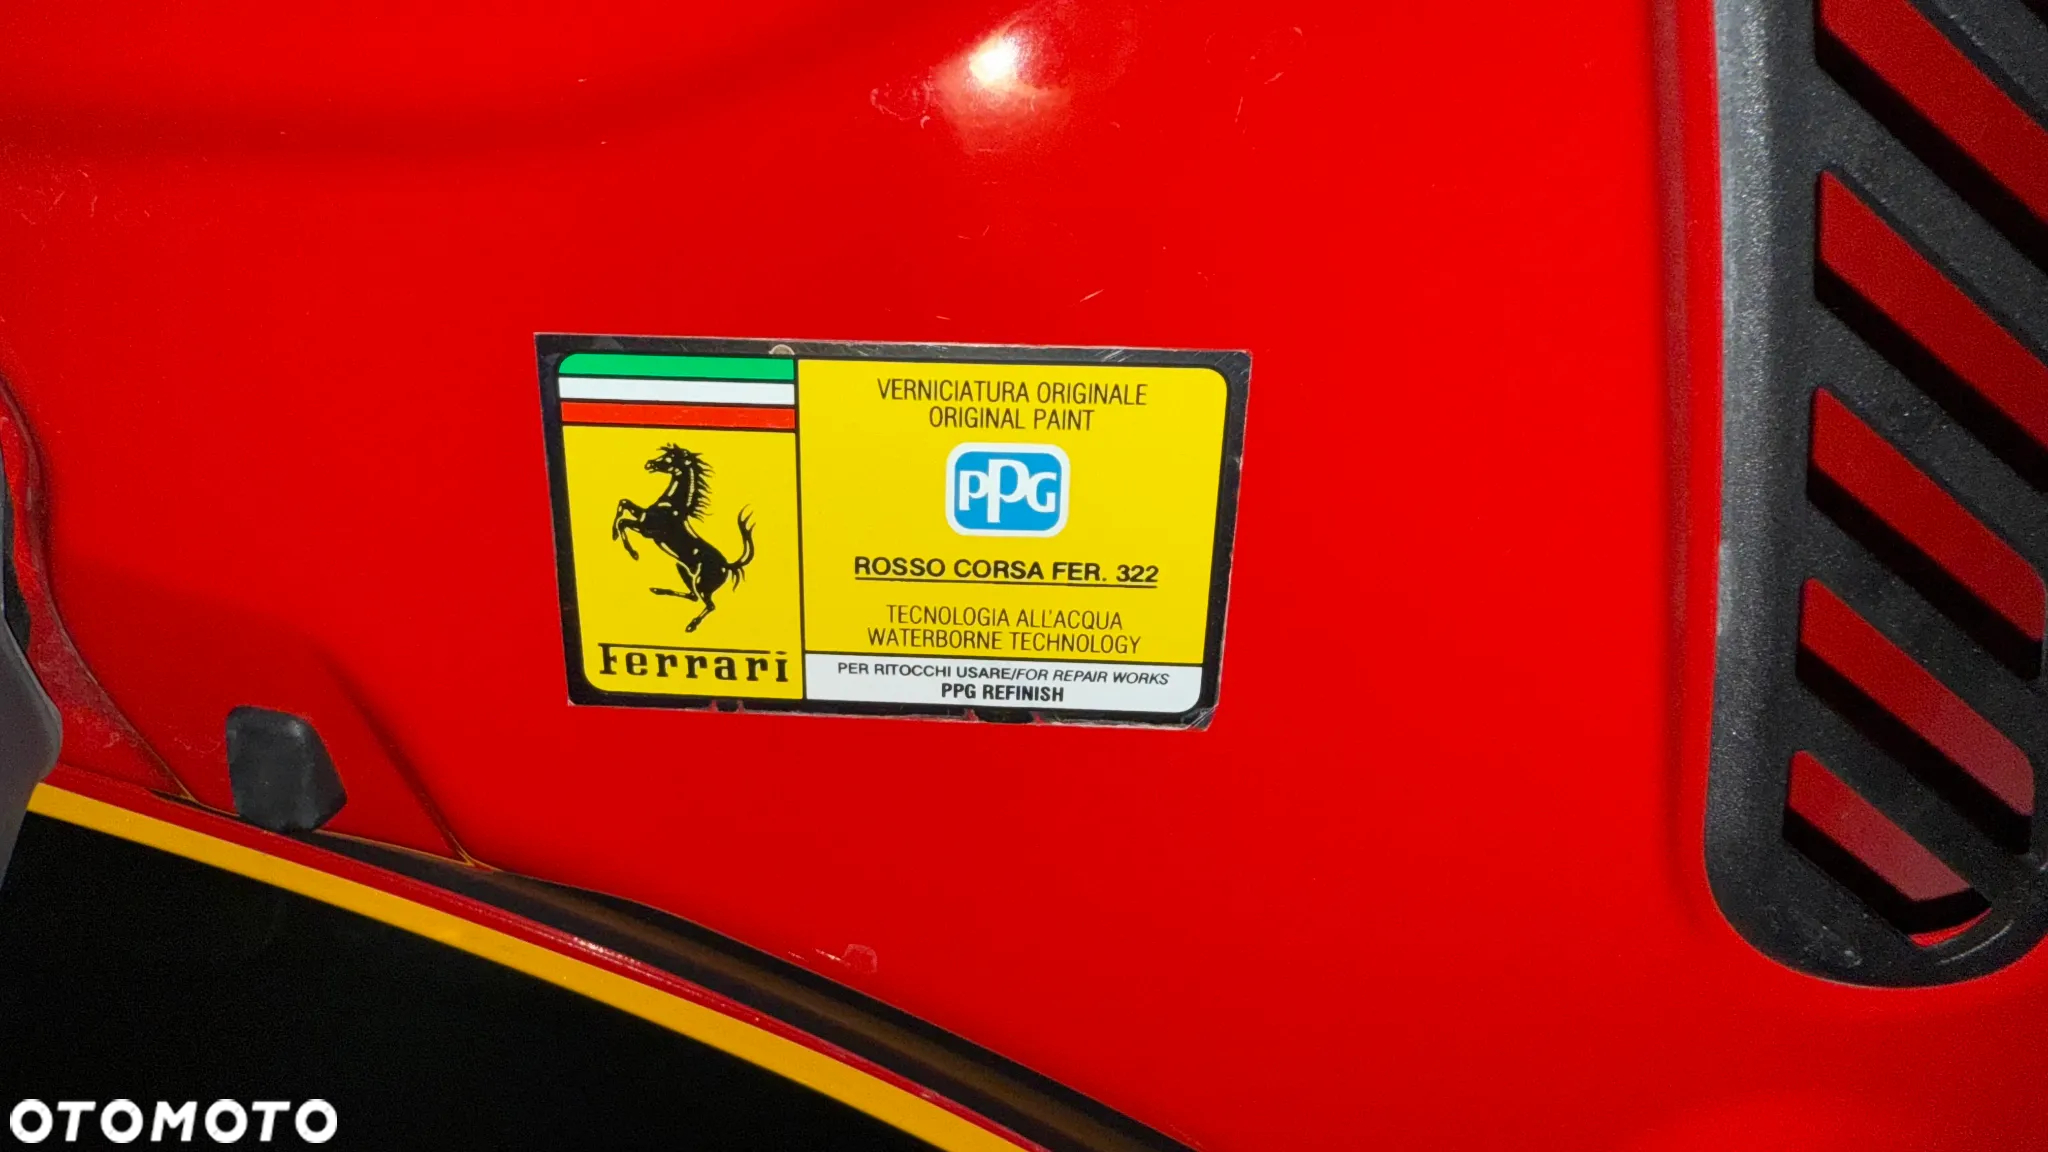 VERNICIATURA ORIGINALE
ORIGINAL PAINT
PPG
ROSSO CORSA FER. 322
TECNOLOGIA ALL'ACQUA
WATERBORNE TECHNOLOGY
Ferrari
PER RITOCCHI USARE/FOR REPAIR WORKS
PPG REFINISH
OTOMOTO